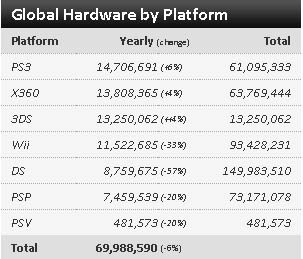 Global Hardware by Platform
Platform Yearly (change) Total
PS3 14,706,691 (+6%) 61,095,333
X360 13,808,365 (+4%) 63,769,444
3DS 13,250,062 (++%) 13,250,062
Wii 11,522,685 (-33%) 93,428,231
DS 8,759,675 (-57%) 149,983,510
PSP 7,459,539 (-20%) 73,171,078
PSV 481,573 (-20%) 481,573
Total 69,988,590 (-6%)